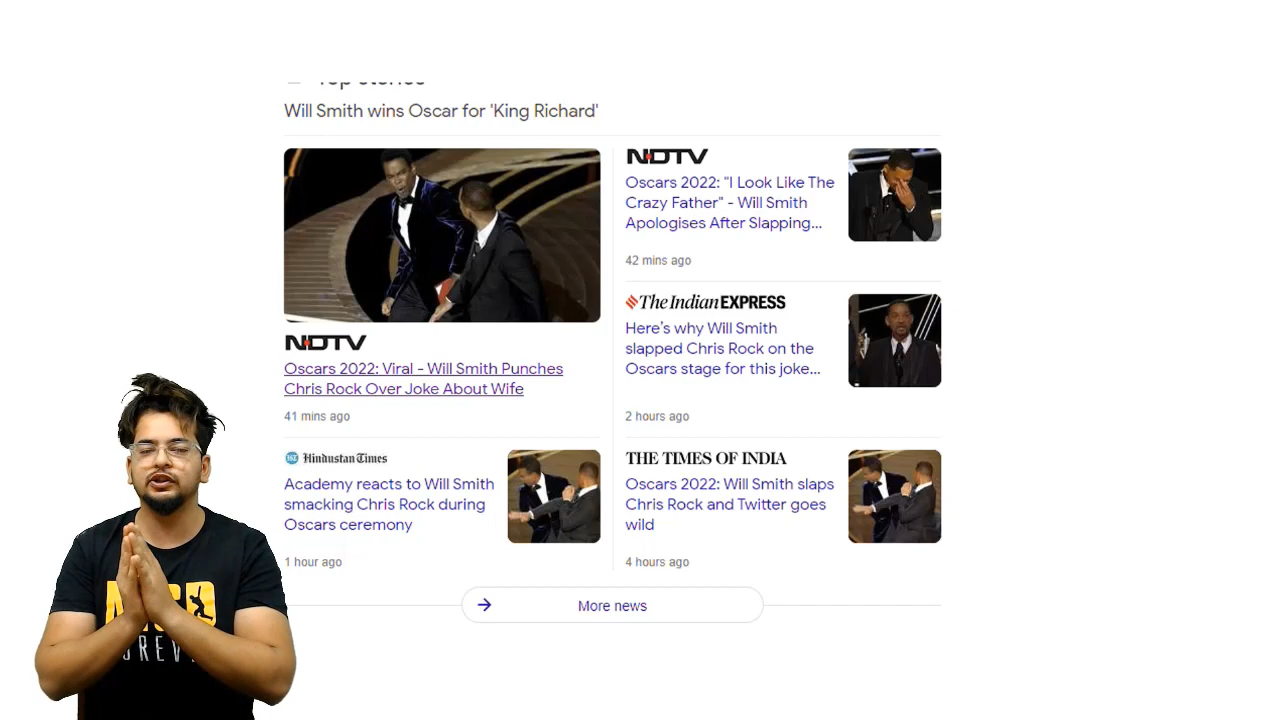 Top stories
Will Smith wins Oscar for 'King Richard'
NDTV
Oscars 2022: Viral - Will Smith Punches
Chris Rock Over Joke About Wife
41 mins ago
Hindustan Times
Academy reacts to Will Smith
smacking Chris Rock during
Oscars ceremony
1 hour ago
NDTV
Oscars 2022: "I Look Like The
Crazy Father" - Will Smith
Apologises After Slapping...
42 mins ago
The Indian EXPRESS
Here's why Will Smith
slapped Chris Rock on the
Oscars stage for this joke...
2 hours ago
THE TIMES OF INDIA
Oscars 2022: Will Smith slaps
Chris Rock and Twitter goes
wild
4 hours ago
More news